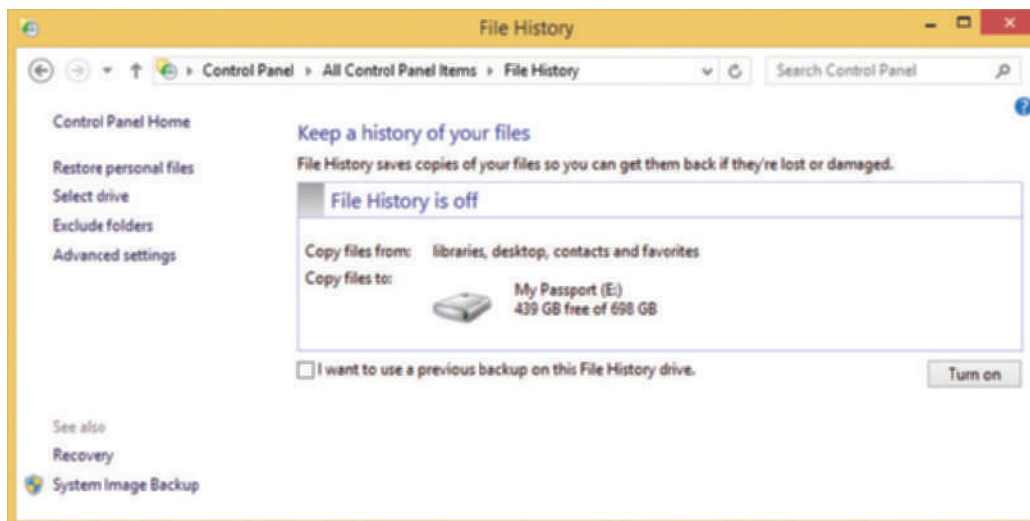 File History
Control Panel › All Control Panel Items › File History
Search Control Panel
Control Panel Home
Restore personal files
Select drive
Exclude folders
Advanced settings
Keep a history of your files
File History saves copies of your files so you can get them back if they're lost or damaged.
File History is off
Copy files from: libraries, desktop, contacts and favorites
Copy files to:
My Passport (E:)
439 GB free of 698 GB
I want to use a previous backup on this File History drive.
Turn on
See also
Recovery
System Image Backup